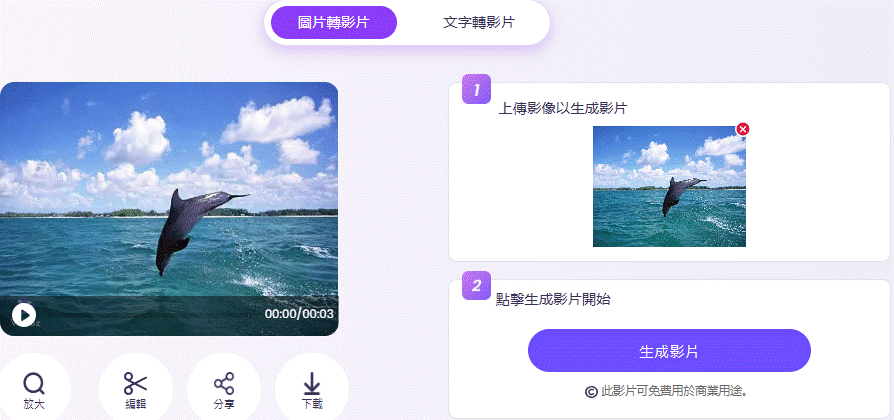 圖片轉影片
文字轉影片
1
上傳影像以生成影片
00:00/00:03
2
點擊生成影片開始
生成影片
© 此影片可免費用於商業用途。
放大
編輯
分享
下載